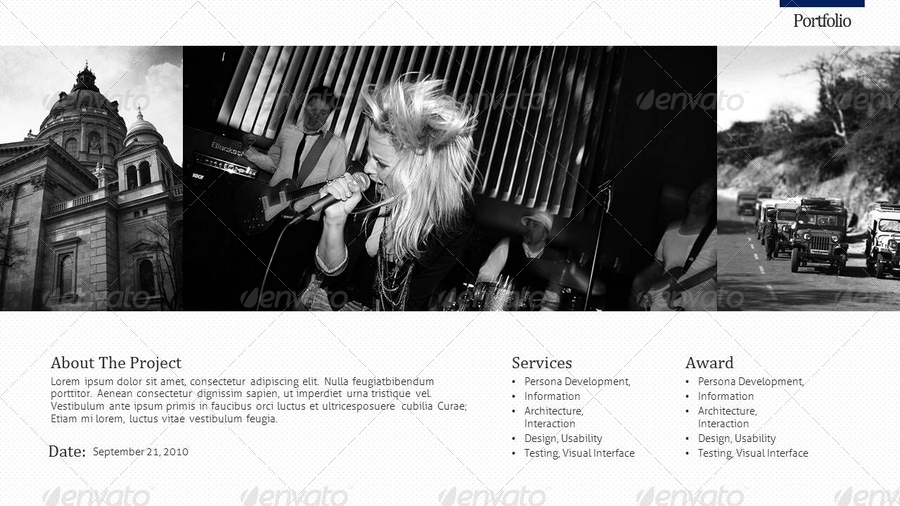 Portfolio
Blackstar
About The Project
Lorem ipsum dolor sit amet, consectetur adipiscing elit. Nulla feugiatbibendum
porttitor. Aenean consectetur dignissim sapien, ut imperdiet urna tristique vel.
Vestibulum ante ipsum primis in faucibus orci luctus et ultricesposuere cubilia Curae;
Etiam mi lorem, luctus vitae vestibulum feugia.
Date: September 21, 2010
Services
• Persona Development,
• Information
• Architecture,
Interaction
• Design, Usability
• Testing, Visual Interface
Award
• Persona Development,
• Information
• Architecture,
Interaction
• Design, Usability
• Testing, Visual Interface
envato